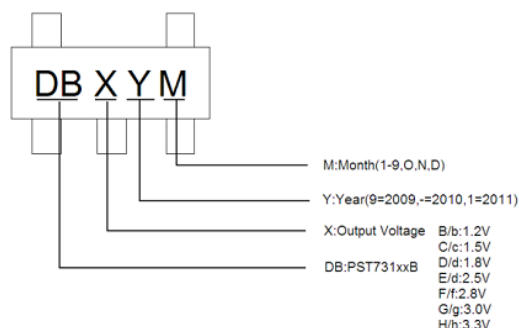 DB X Y M
M:Month(1-9,O,N,D)
Y:Year(9=2009,-=2010,1=2011)
X:Output Voltage B/b:1.2V
C/c:1.5V
D/d:1.8V
DB:PST731xxB E/d:2.5V
F/f:2.8V
G/g:3.0V
H/h:3.3V